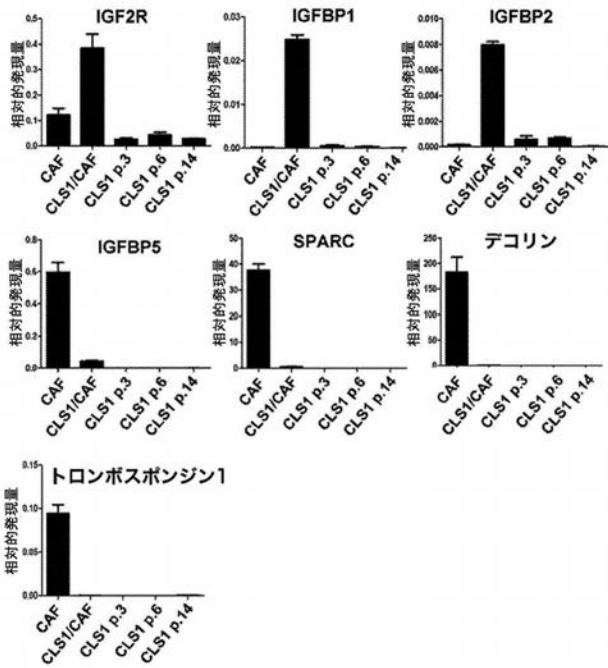 IGF2R
相対的発現量
0.5
0.4
0.3
0.2
0.1
0.0
CAF
CLS1/CAF
CLS1 p.3
CLS1 p.6
CLS1 p.14
IGFBP1
相対的発現量
0.03
0.02
0.01
0.00
CAF
CLS1/CAF
CLS1 p.3
CLS1 p.6
CLS1 p.14
IGFBP2
相対的発現量
0.010
0.008
0.006
0.004
0.002
0.000
CAF
CLS1/CAF
CLS1 p.3
CLS1 p.6
CLS1 p.14
IGFBP5
相対的発現量
0.8
0.6
0.4
0.2
0.0
CAF
CLS1/CAF
CLS1 p.3
CLS1 p.6
CLS1 p.14
SPARC
相対的発現量
50
40
30
20
10
0
CAF
CLS1/CAF
CLS1 p.3
CLS1 p.6
CLS1 p.14
デコリン
相対的発現量
250
200
150
100
50
0
CAF
CLS1/CAF
CLS1 p.3
CLS1 p.6
CLS1 p.14
トロンボスポンジン1
相対的発現量
0.15
0.10
0.05
0.00
CAF
CLS1/CAF
CLS1 p.3
CLS1 p.6
CLS1 p.14